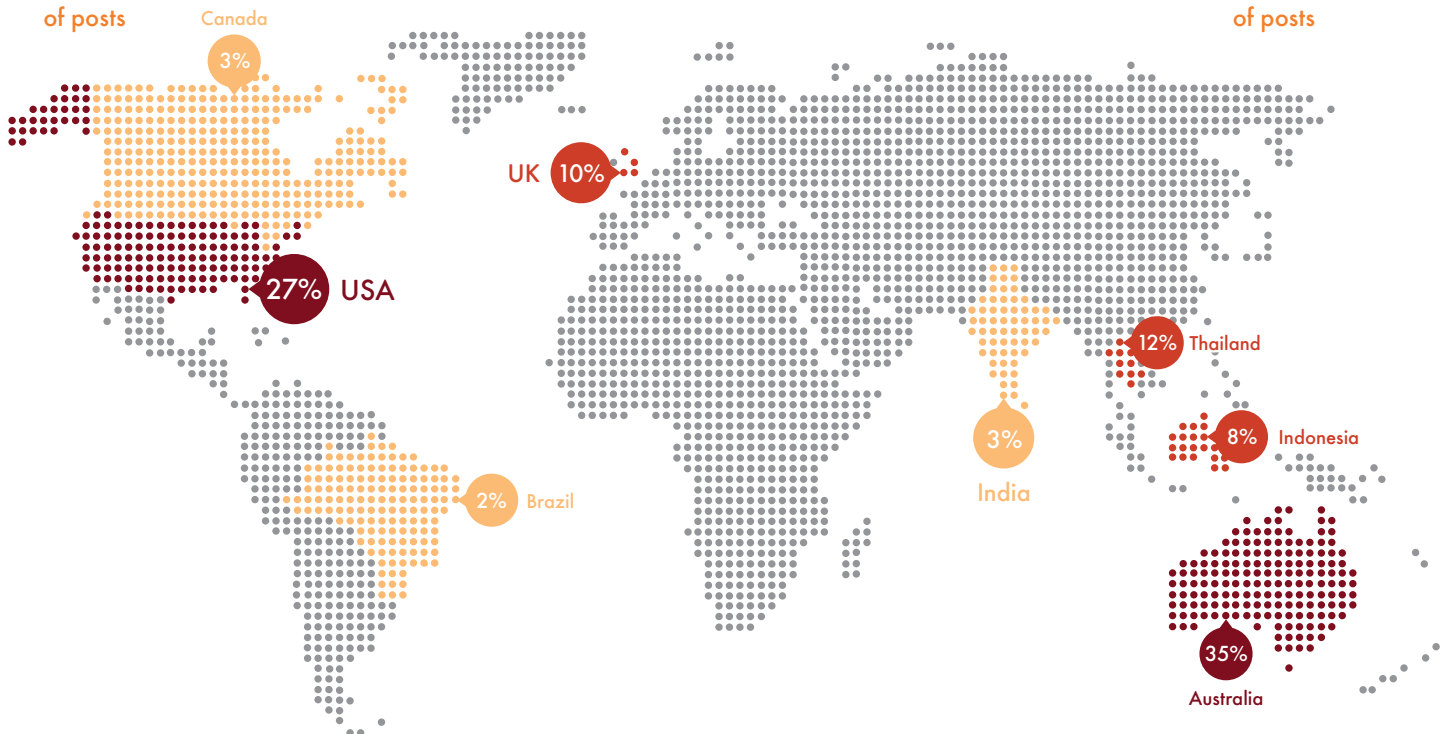 of posts
of posts
Canada
3%
UK
10%
27%
USA
12%
Thailand
3%
India
8%
Indonesia
2%
Brazil
35%
Australia